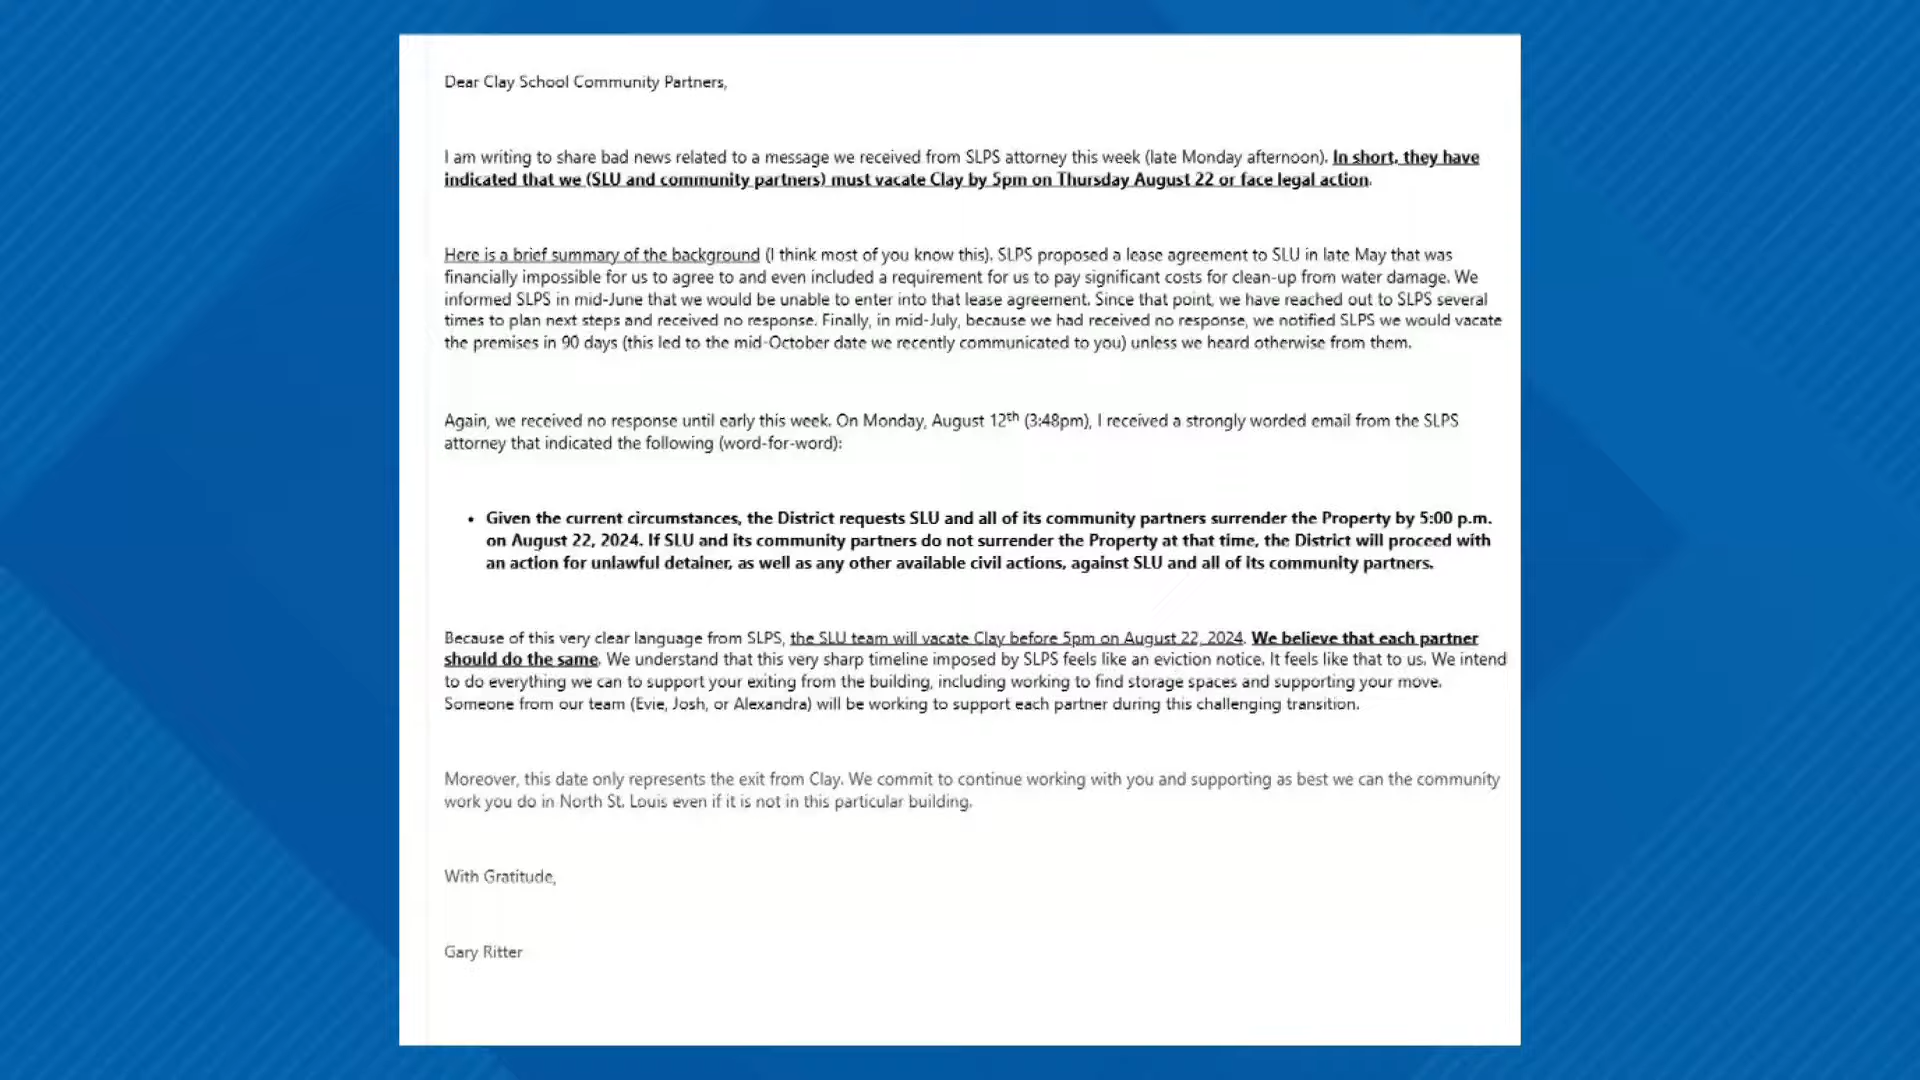 Dear Clay School Community Partners,
I am writing to share bad news related to a message we received from SLPS attorney this week (late Monday afternoon). In short, they have
indicated that we (SLU and community partners) must vacate Clay by 5pm on Thursday August 22 or face legal action.
Here is a brief summary of the background (I think most of you know this). SLPS proposed a lease agreement to SLU in late May that was
financially impossible for us to agree to and even included a requirement for us to pay significant costs for clean-up from water damage. We
informed SLPS in mid-June that we would be unable to enter into that lease agreement. Since that point, we have reached out to SLPS several
times to plan next steps and received no response. Finally, in mid-July, because we had received no response, we notified SLPS we would vacate
the premises in 90 days (this led to the mid-October date we recently communicated to you) unless we heard otherwise from them.
Again, we received no response until early this week. On Monday, August 12th (3:48pm), I received a strongly worded email from the SLPS
attorney that indicated the following (word-for-word):
• Given the current circumstances, the District requests SLU and all of its community partners surrender the Property by 5:00 p.m.
on August 22, 2024. If SLU and its community partners do not surrender the Property at that time, the District will proceed with
an action for unlawful detainer, as well as any other available civil actions, against SLU and all of its community partners.
Because of this very clear language from SLPS, the SLU team will vacate Clay before 5pm on August 22, 2024. We believe that each partner
should do the same. We understand that this very sharp timeline imposed by SLPS feels like an eviction notice. It feels like that to us. We intend
to do everything we can to support your exiting from the building, including working to find storage spaces and supporting your move.
Someone from our team (Evie, Josh, or Alexandra) will be working to support each partner during this challenging transition.
Moreover, this date only represents the exit from Clay. We commit to continue working with you and supporting as best we can the community
work you do in North St. Louis even if it is not in this particular building.
With Gratitude,
Gary Ritter